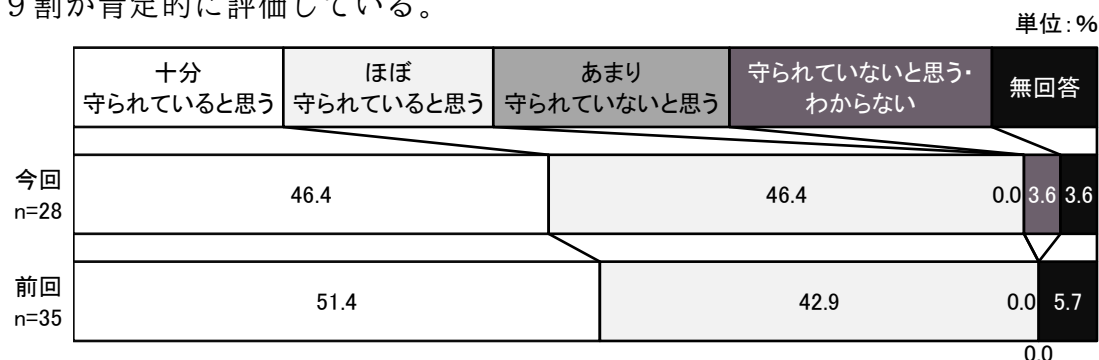 ９割が肯定的に評価している。
単位：%
十分
守られていると思う
ほぼ
守られていると思う
あまり
守られていないと思う
守られていないと思う・
わからない
無回答
今回
n=28
46.4
46.4
0.0
3.6
3.6
前回
n=35
51.4
42.9
0.0
5.7
0.0